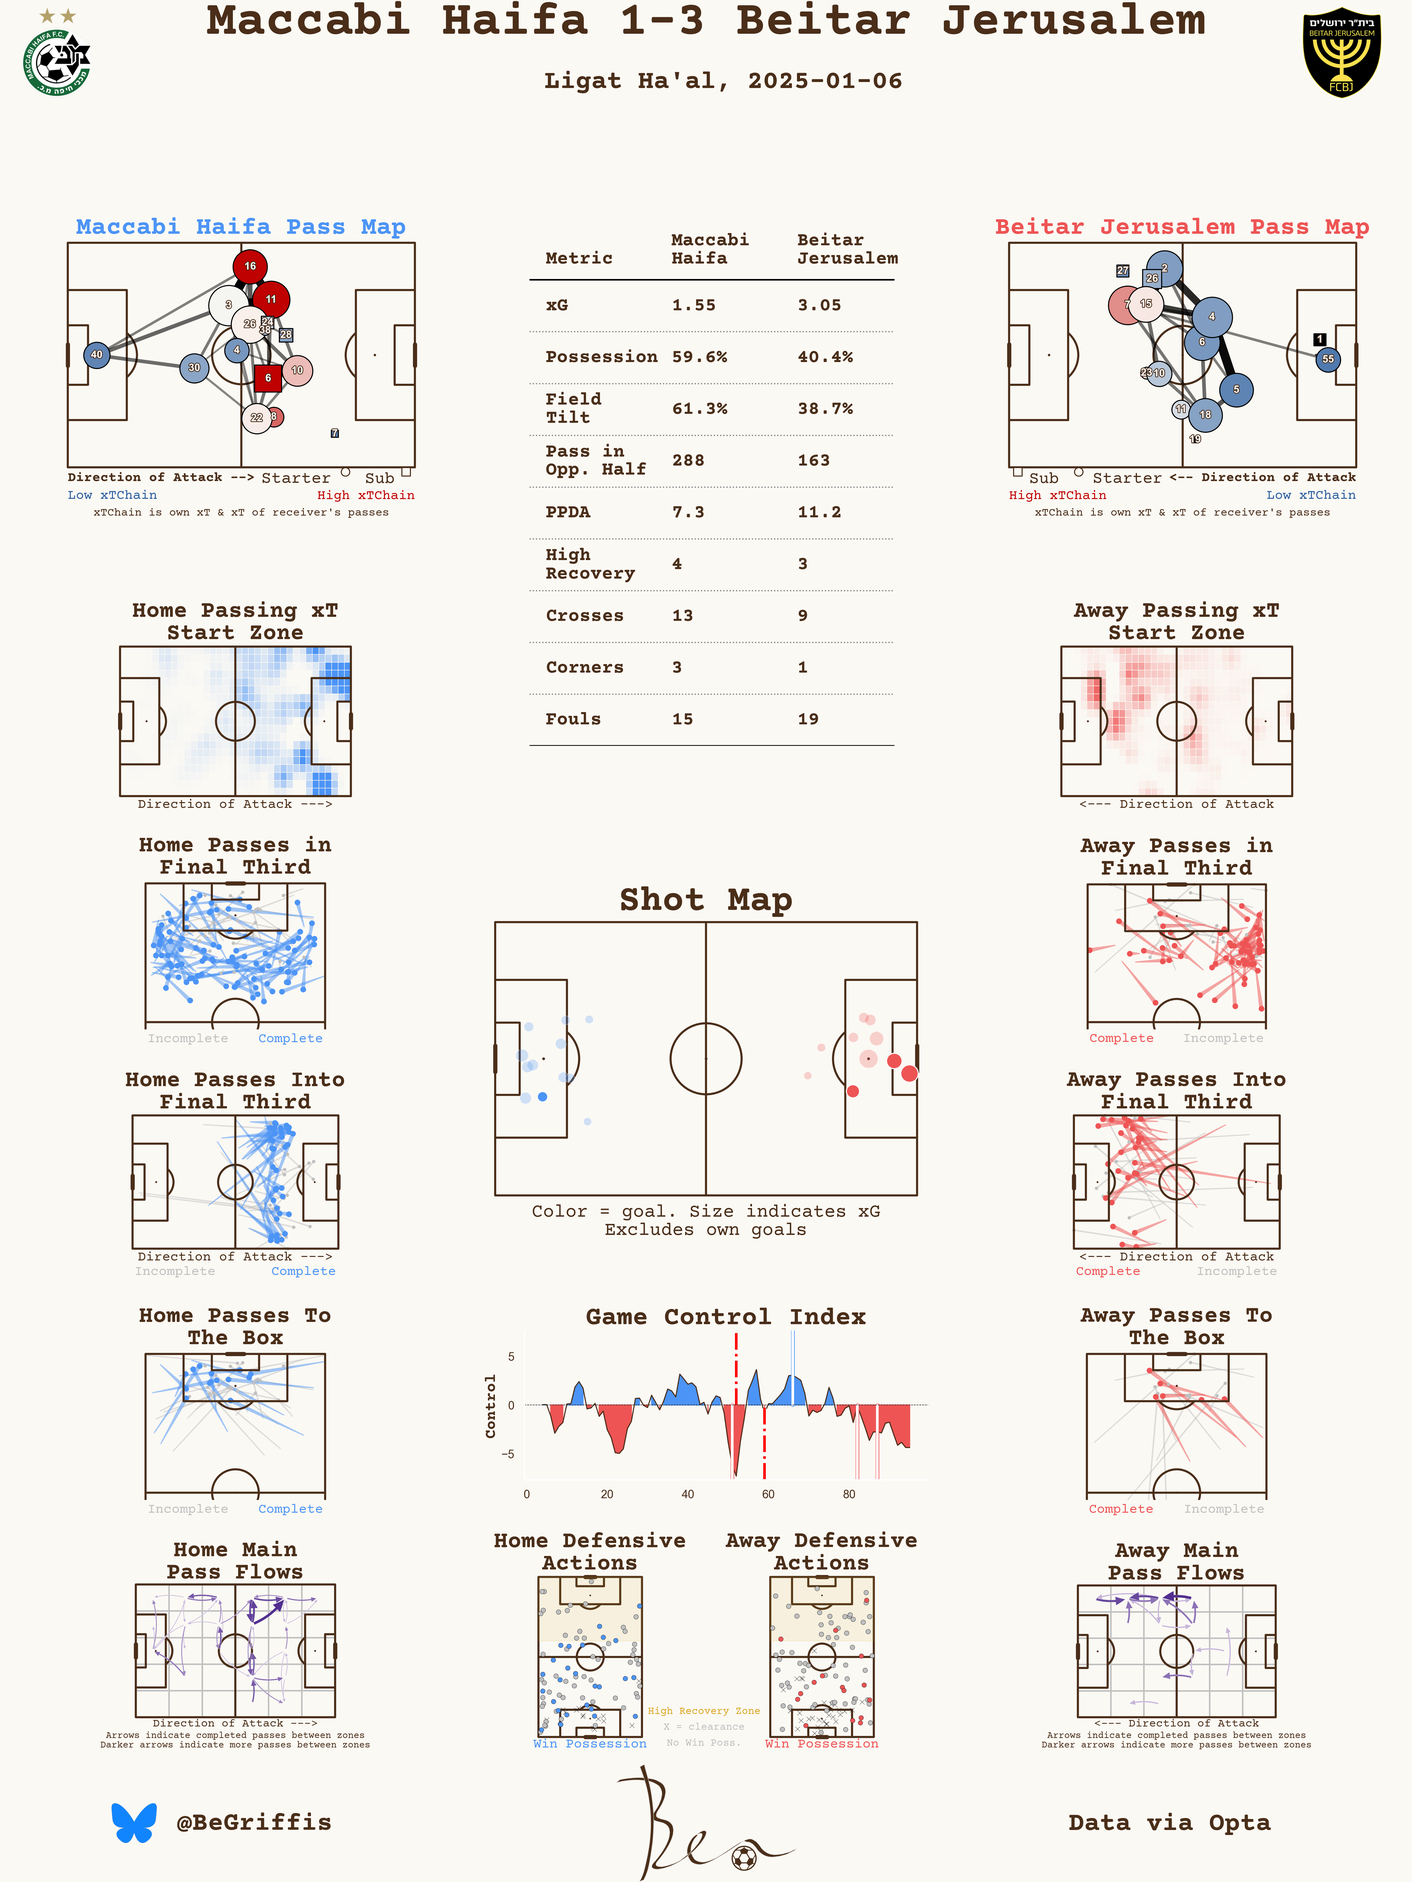 Maccabi Haifa 1-3 Beitar Jerusalem
Ligat Ha'al, 2025-01-06
MACCABI HAIFA F.C.
מכבי חיפה מ.כ.
בית"ר ירושלים
BEITAR JERUSALEM
FCBJ
Maccabi Haifa Pass Map
16
3
11
26
24
38
28
40
4
30
10
6
22
8
7
Direction of Attack --> Starter Sub
Low xTChain High xTChain
xTChain is own xT & xT of receiver's passes
Metric Maccabi Haifa Beitar Jerusalem
xG 1.55 3.05
Possession 59.6% 40.4%
Field Tilt 61.3% 38.7%
Pass in Opp. Half 288 163
PPDA 7.3 11.2
High Recovery 4 3
Crosses 13 9
Corners 3 1
Fouls 15 19
Beitar Jerusalem Pass Map
27
2
26
7
15
4
6
1
55
23
10
5
11
18
19
Sub Starter <-- Direction of Attack
High xTChain Low xTChain
xTChain is own xT & xT of receiver's passes
Home Passing xT
Start Zone
Direction of Attack --->
Away Passing xT
Start Zone
<--- Direction of Attack
Home Passes in
Final Third
Incomplete Complete
Away Passes in
Final Third
Complete Incomplete
Shot Map
Color = goal. Size indicates xG
Excludes own goals
Home Passes Into
Final Third
Direction of Attack --->
Incomplete Complete
Away Passes Into
Final Third
<--- Direction of Attack
Complete Incomplete
Home Passes To
The Box
Incomplete Complete
Game Control Index
Control
5
0
−5
0 20 40 60 80
Away Passes To
The Box
Complete Incomplete
Home Main
Pass Flows
Direction of Attack --->
Arrows indicate completed passes between zones
Darker arrows indicate more passes between zones
Home Defensive
Actions
Win Possession
High Recovery Zone
X = clearance
No Win Poss.
Away Defensive
Actions
Win Possession
Away Main
Pass Flows
<--- Direction of Attack
Arrows indicate completed passes between zones
Darker arrows indicate more passes between zones
@BeGriffis
Ben
Data via Opta